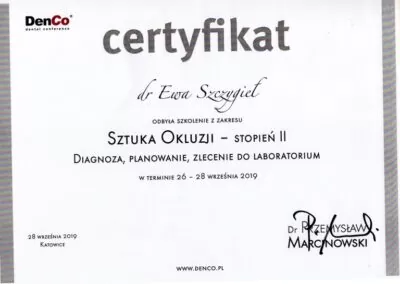 DenCo
dental conference
certyfikat
dr Ewa Szczygieł
ODBYŁA SZKOLENIE Z ZAKRESU
SZTUKA OKLUZJI – STOPIEŃ II
DIAGNOZA, PLANOWANIE, ZLECENIE DO LABORATORIUM
W TERMINIE 26 – 28 WRZEŚNIA 2019
28 WRZEŚNIA 2019
KATOWICE
DR PRZEMYSŁAW
MARCINOWSKI
WWW.DENCO.PL